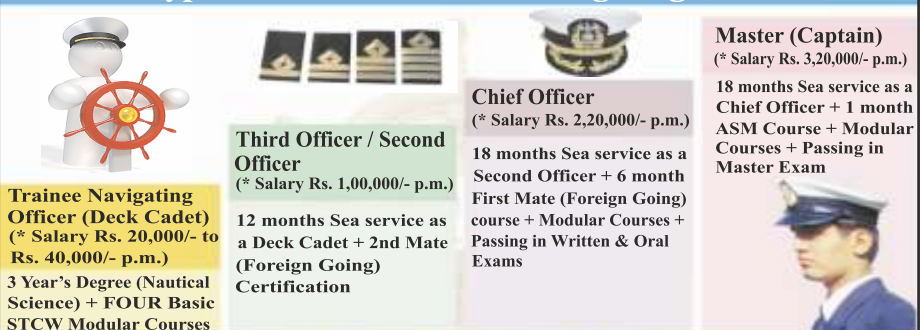 Trainee Navigating
Officer (Deck Cadet)
(* Salary Rs. 20,000/- to
Rs. 40,000/- p.m.)
3 Year's Degree (Nautical
Science) + FOUR Basic
STCW Modular Courses
Third Officer / Second
Officer
(* Salary Rs. 1,00,000/- p.m.)
12 months Sea service as
a Deck Cadet + 2nd Mate
(Foreign Going)
Certification
Chief Officer
(* Salary Rs. 2,20,000/- p.m.)
18 months Sea service as a
Second Officer + 6 month
First Mate (Foreign Going)
course + Modular Courses +
Passing in Written & Oral
Exams
Master (Captain)
(* Salary Rs. 3,20,000/- p.m.)
18 months Sea service as a
Chief Officer + 1 month
ASM Course + Modular
Courses + Passing in
Master Exam